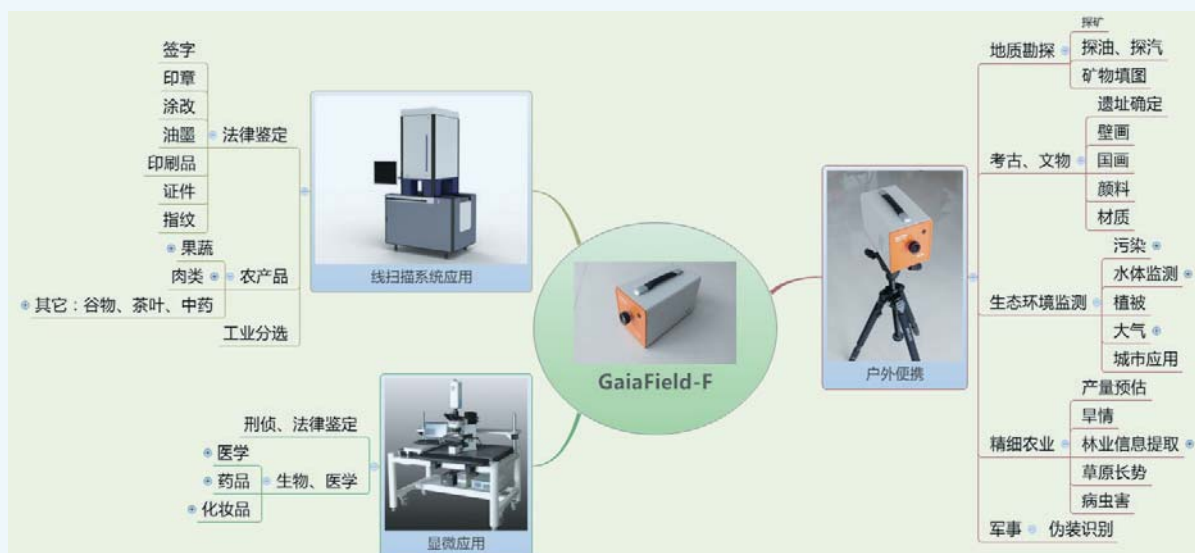 签字
印章
涂改
油墨
印刷品
证件
指纹
法律鉴定
果蔬
肉类
其它：谷物、茶叶、中药
农产品
工业分选
线扫描系统应用
刑侦、法律鉴定
医学
药品
化妆品
生物、医学
显微应用
GaiaField-F
户外便携
地质勘探
探矿
探油、探汽
矿物填图
考古、文物
遗址确定
壁画
国画
颜料
材质
生态环境监测
污染
水体监测
植被
大气
城市应用
精细农业
产量预估
旱情
林业信息提取
草原长势
病虫害
军事
伪装识别